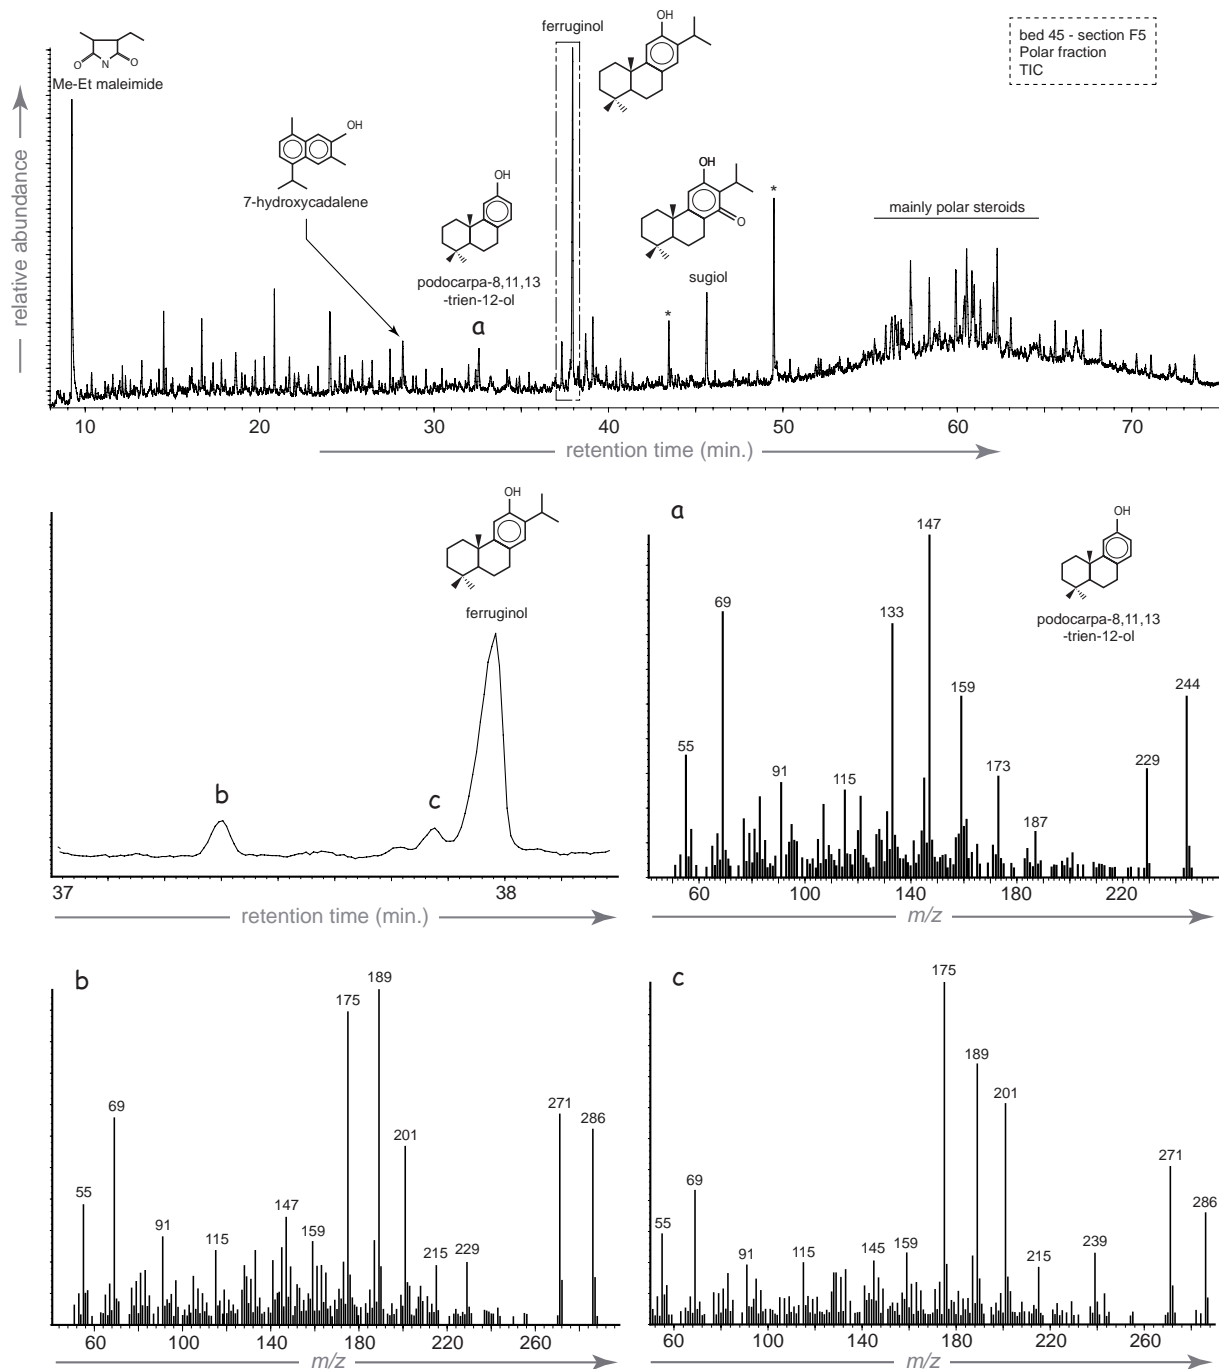 ferruginol
OH
bed 45 - section F5
Polar fraction
TIC
O N O
Me-Et maleimide
OH
7-hydroxycadalene
OH
podocarpa-8,11,13
-trien-12-ol
a
OH
O
sugiol
*
*
mainly polar steroids
relative abundance
10 20 30 40 50 60 70
retention time (min.)
OH
ferruginol
b
c
37 38
retention time (min.)
a
OH
podocarpa-8,11,13
-trien-12-ol
147
69
133
159
244
55
91
115
173
229
187
60 100 140 180 220
m/z
b
189
175
69
271
286
201
55
91
115
147
159
215
229
60 100 140 180 220 260
m/z
c
175
189
201
271
286
69
55
91
115
145
159
215
239
60 100 140 180 220 260
m/z